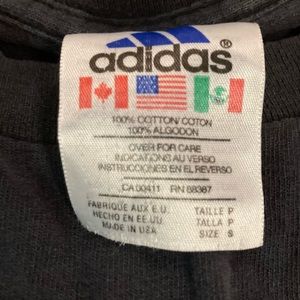 adidas®
100% COTTON/COTON
100% ALGODON
OVER FOR CARE
INDICATIONS AU VERSO
INSTRUCCIONES EN EL REVERSO
CA 00411 RN 88387
FABRIQUE AUX E.U. TAILLE P
HECHO EN EE.UU. TALLA P
MADE IN USA SIZE S